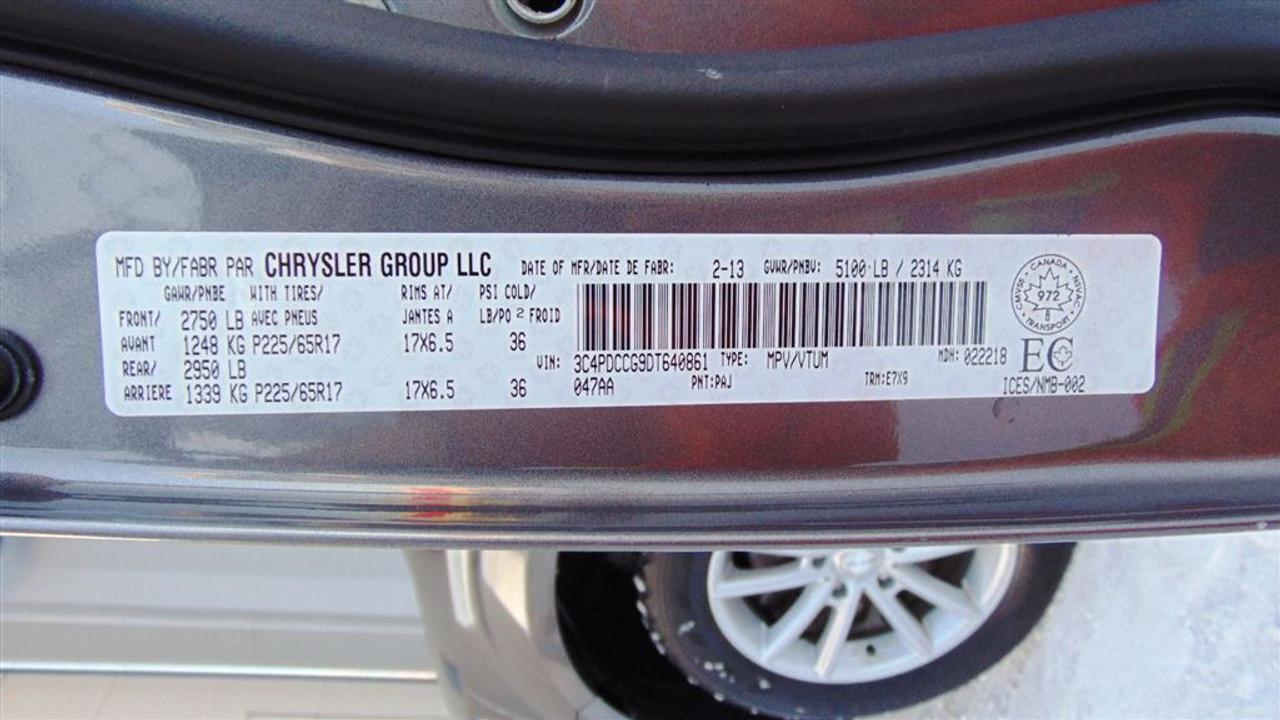 MFD BY/FABR PAR CHRYSLER GROUP LLC DATE OF MFR/DATE DE FABR: 2-13 GVWR/PNBV: 5100 LB / 2314 KG
GAWR/PNBE WITH TIRES/ RIMS AT/ PSI COLD/
FRONT/ 2750 LB AVEC PNEUS JANTES A LB/PO 2 FROID
AVANT 1248 KG P225/65R17 17X6.5 36
REAR/ 2950 LB
ARRIERE 1339 KG P225/65R17 17X6.5 36
VIN: 3C4PDCCG9DT640861 TYPE: MPV/VTUM MDH: 022218
047AA PNT:PAJ TRM:E7X9
CANADA
CMVSS 972 NSVAC
TRANSPORT
EC
ICES/NMB-002